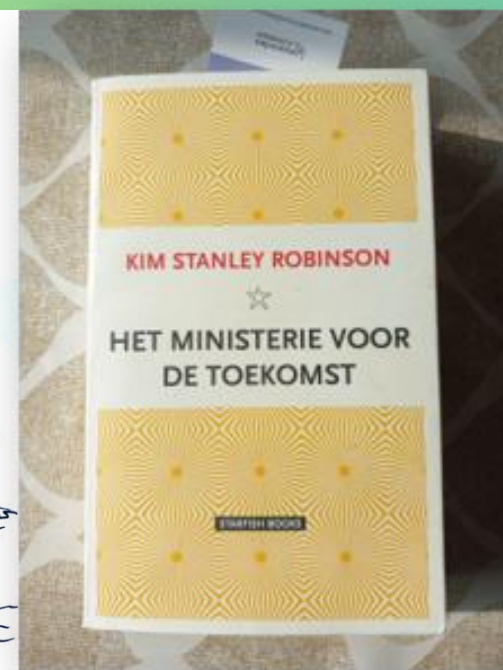 KIM STANLEY ROBINSON
HET MINISTERIE VOOR
DE TOEKOMST
STARFISH BOOKS